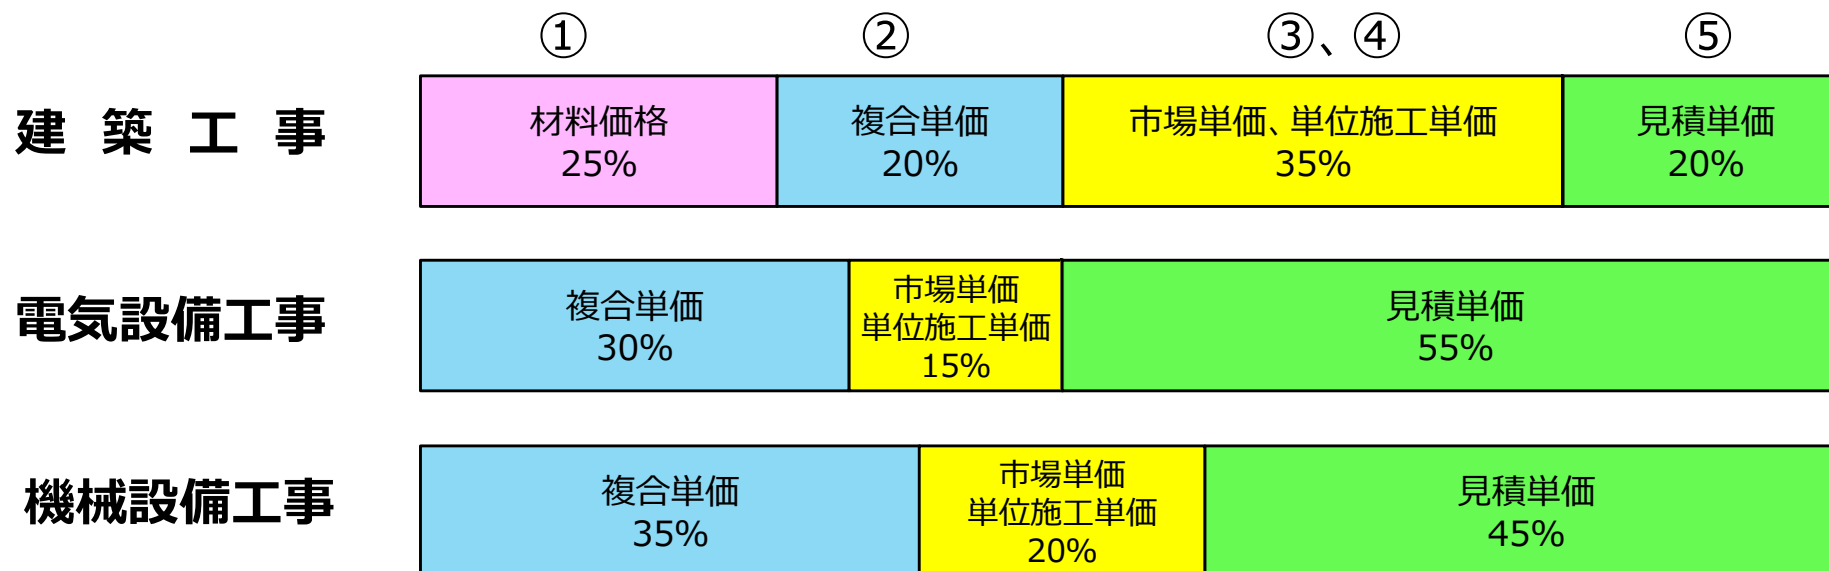 ① ② ③、④ ⑤
建築工事
材料価格
25%
複合単価
20%
市場単価、単位施工単価
35%
見積単価
20%
電気設備工事
複合単価
30%
市場単価
単位施工単価
15%
見積単価
55%
機械設備工事
複合単価
35%
市場単価
単位施工単価
20%
見積単価
45%